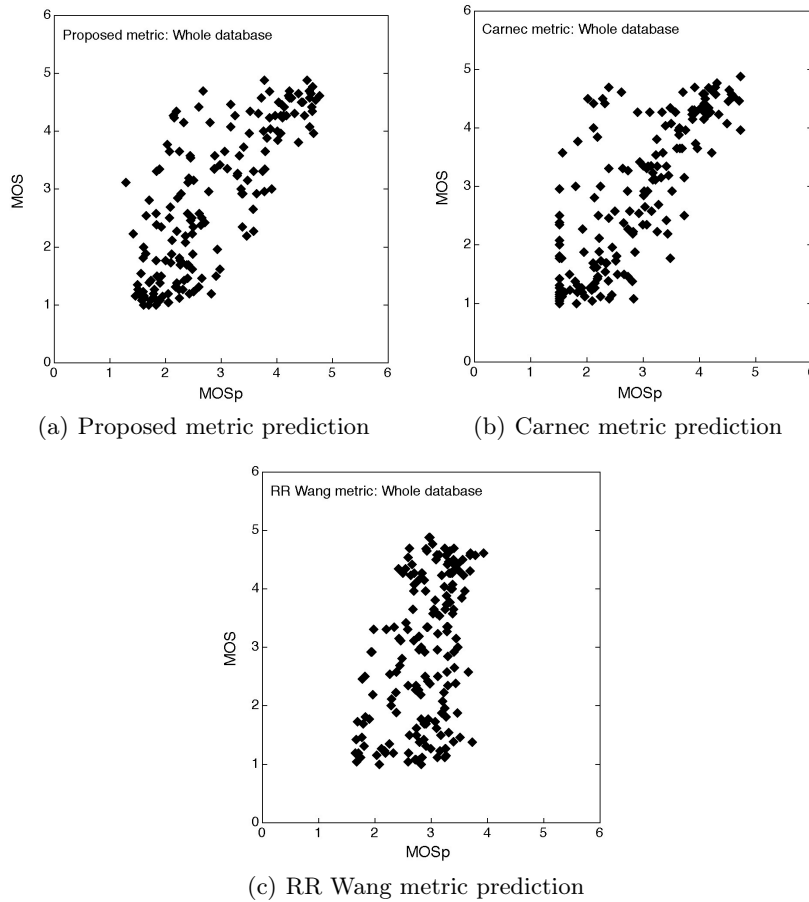 6
5
4
3
2
1
0
MOS
Proposed metric: Whole database
0 1 2 3 4 5 6
MOSp
(a) Proposed metric prediction
6
5
4
3
2
1
0
MOS
Carnec metric: Whole database
0 1 2 3 4 5 6
MOSp
(b) Carnec metric prediction
6
5
4
3
2
1
0
MOS
RR Wang metric: Whole database
0 1 2 3 4 5 6
MOSp
(c) RR Wang metric prediction